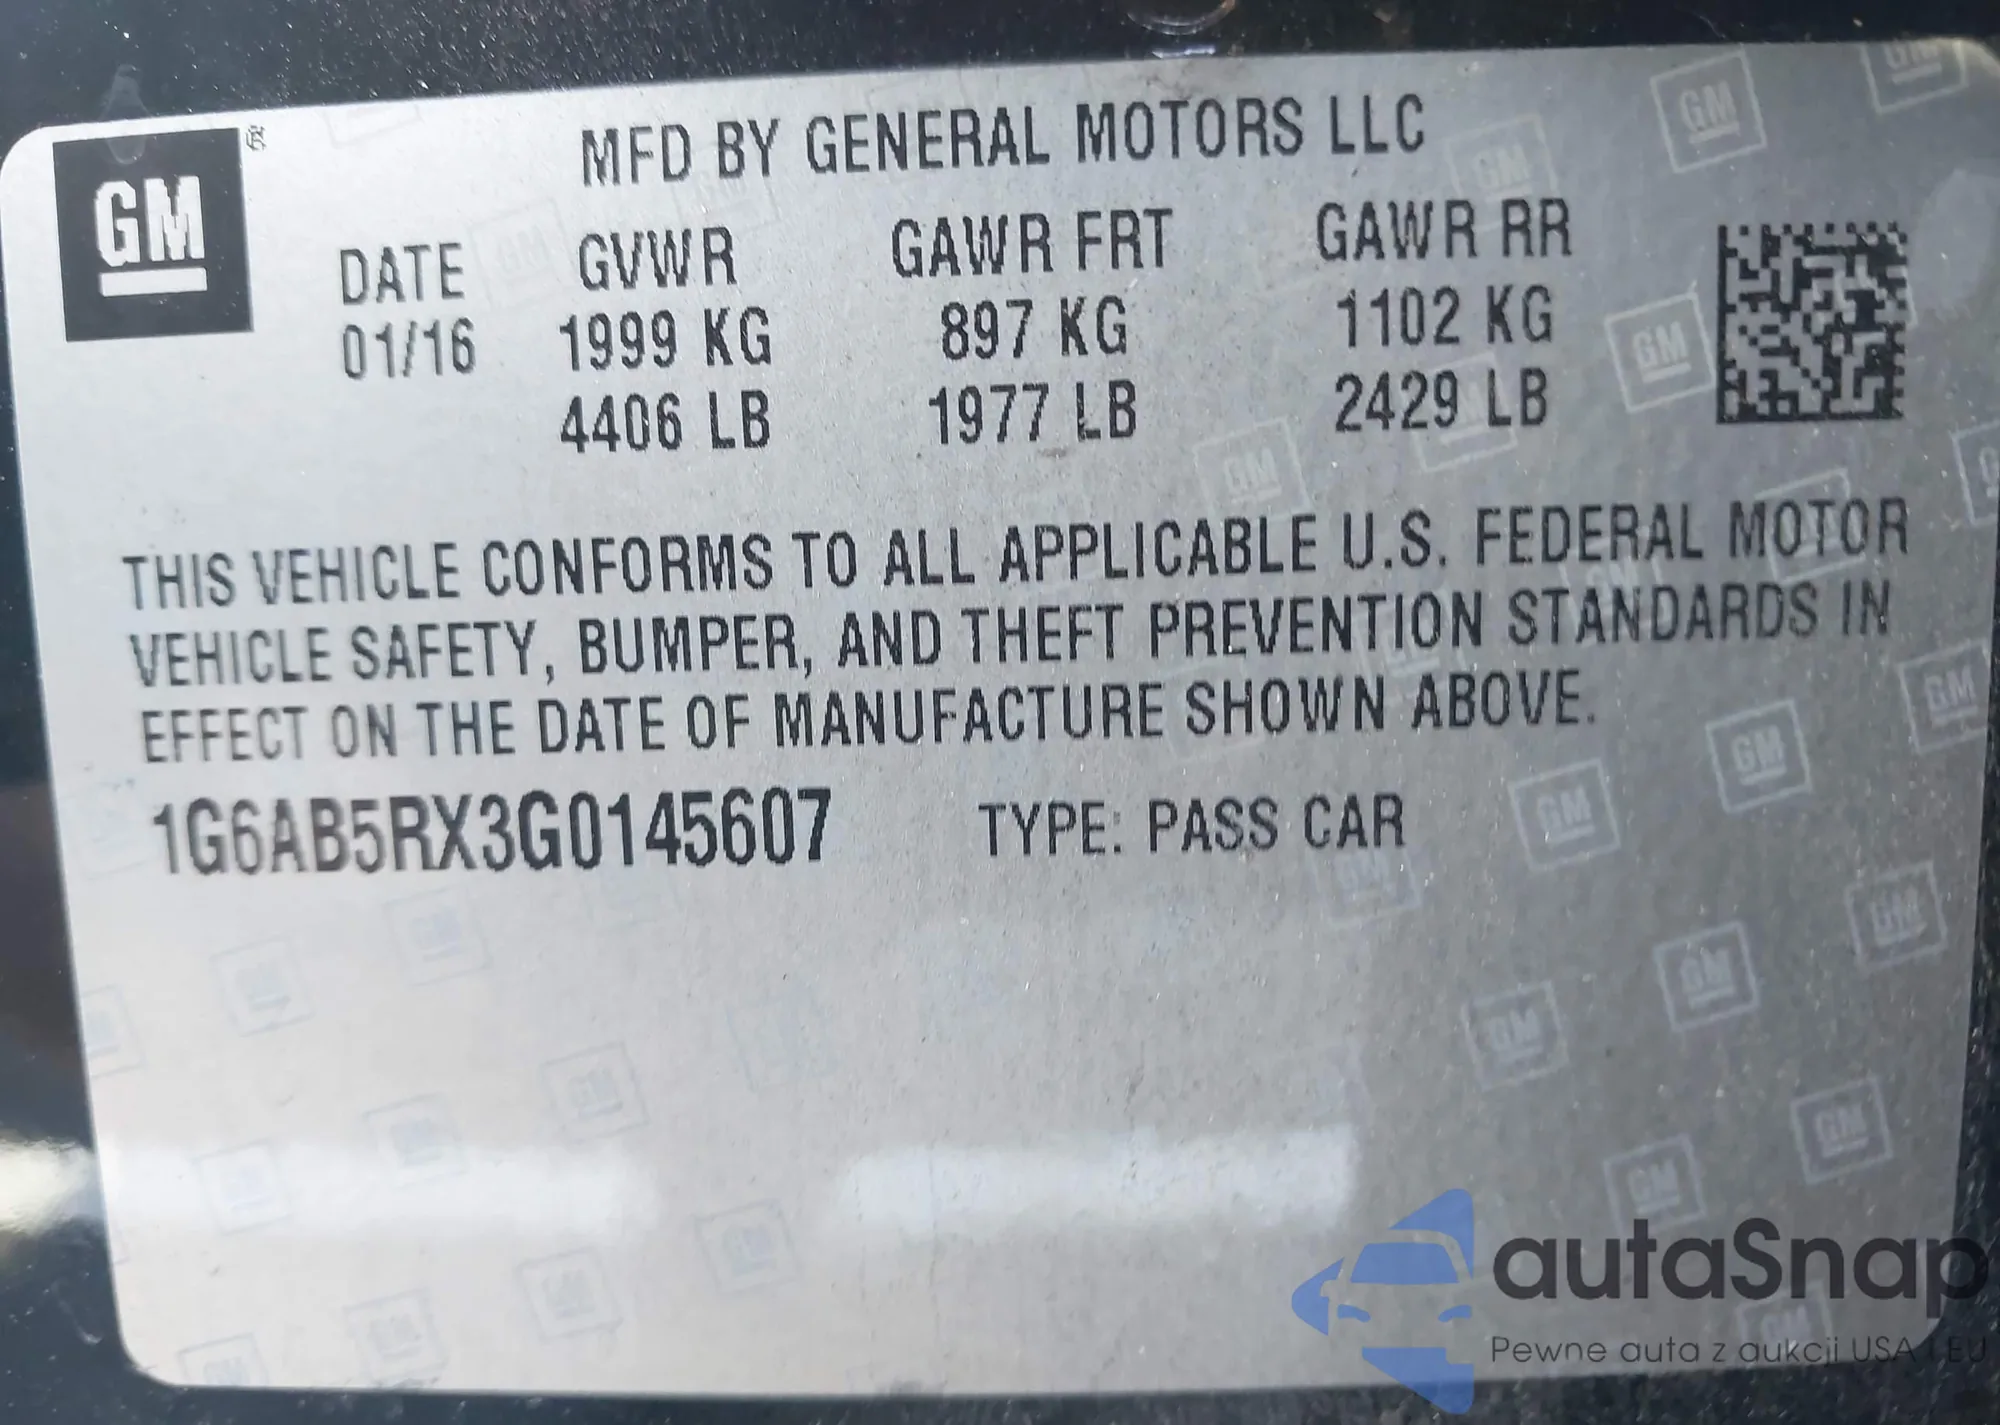 GM ®
MFD BY GENERAL MOTORS LLC
DATE GVWR GAWR FRT GAWR RR
01/16 1999 KG 897 KG 1102 KG
4406 LB 1977 LB 2429 LB
THIS VEHICLE CONFORMS TO ALL APPLICABLE U.S. FEDERAL MOTOR
VEHICLE SAFETY, BUMPER, AND THEFT PREVENTION STANDARDS IN
EFFECT ON THE DATE OF MANUFACTURE SHOWN ABOVE.
1G6AB5RX3G0145607 TYPE: PASS CAR
autaSnap
Pewne auta z aukcji USA i EU